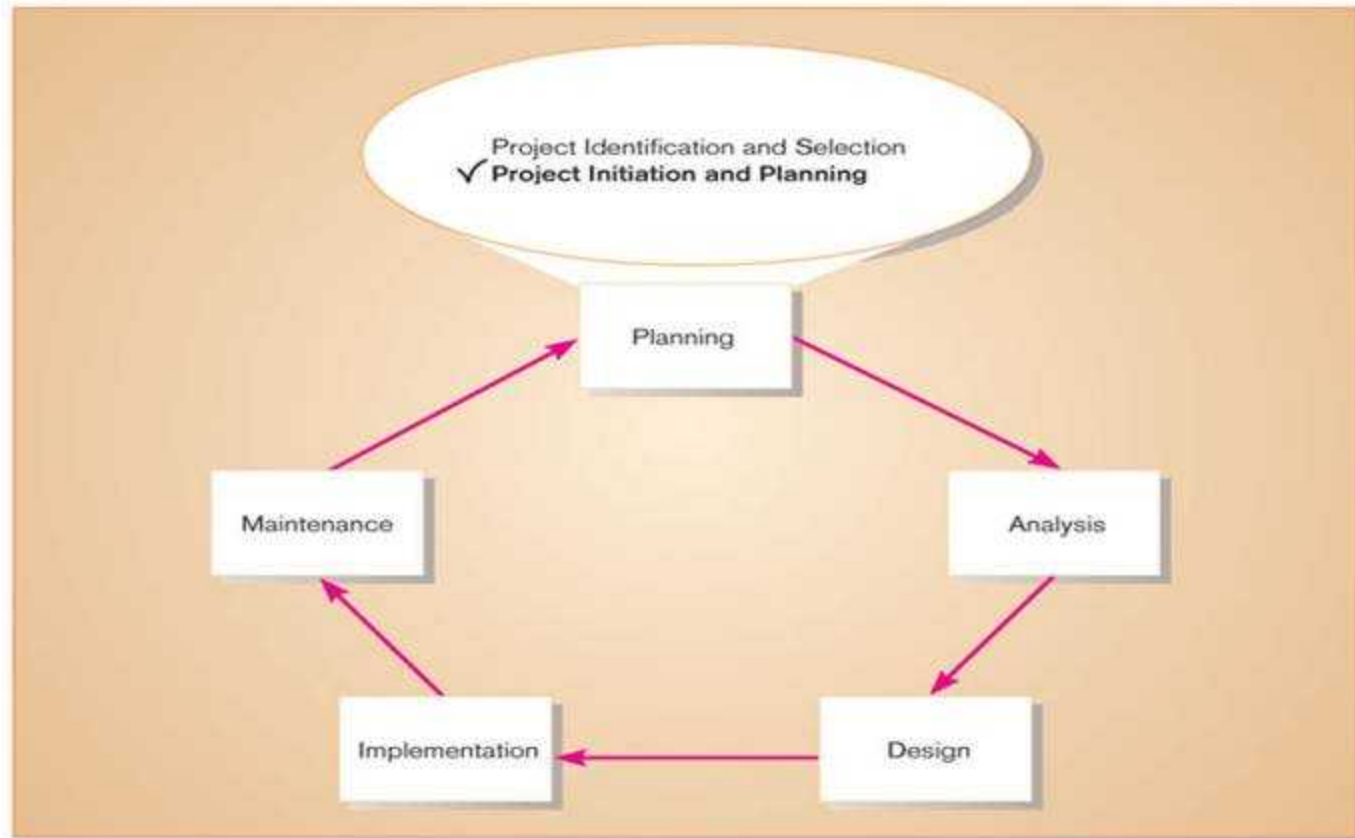 Project Identification and Selection
✓ Project Initiation and Planning
Planning
Maintenance
Analysis
Implementation
Design